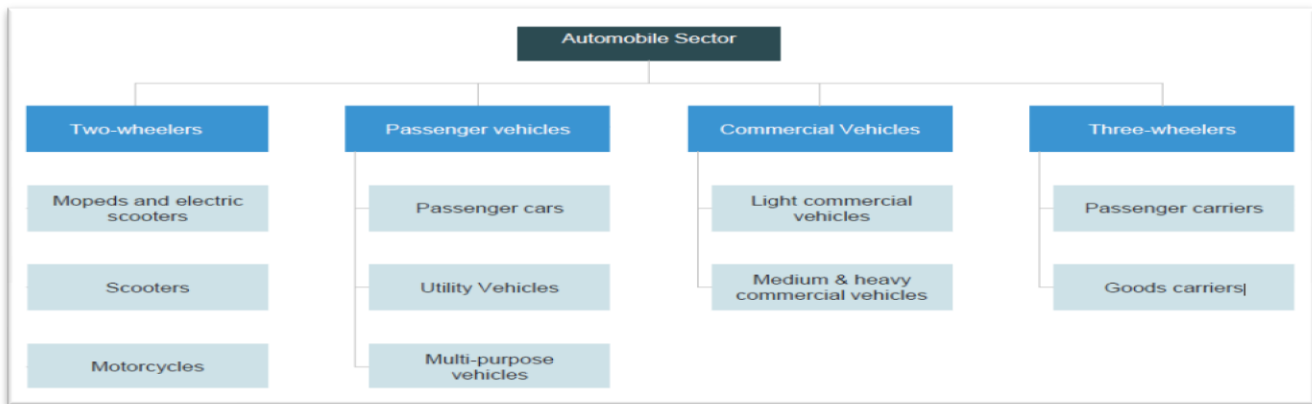 Automobile Sector
Two-wheelers
Passenger vehicles
Commercial Vehicles
Three-wheelers
Mopeds and electric
scooters
Passenger cars
Light commercial
vehicles
Passenger carriers
Scooters
Utility Vehicles
Medium & heavy
commercial vehicles
Goods carriers
Motorcycles
Multi-purpose
vehicles